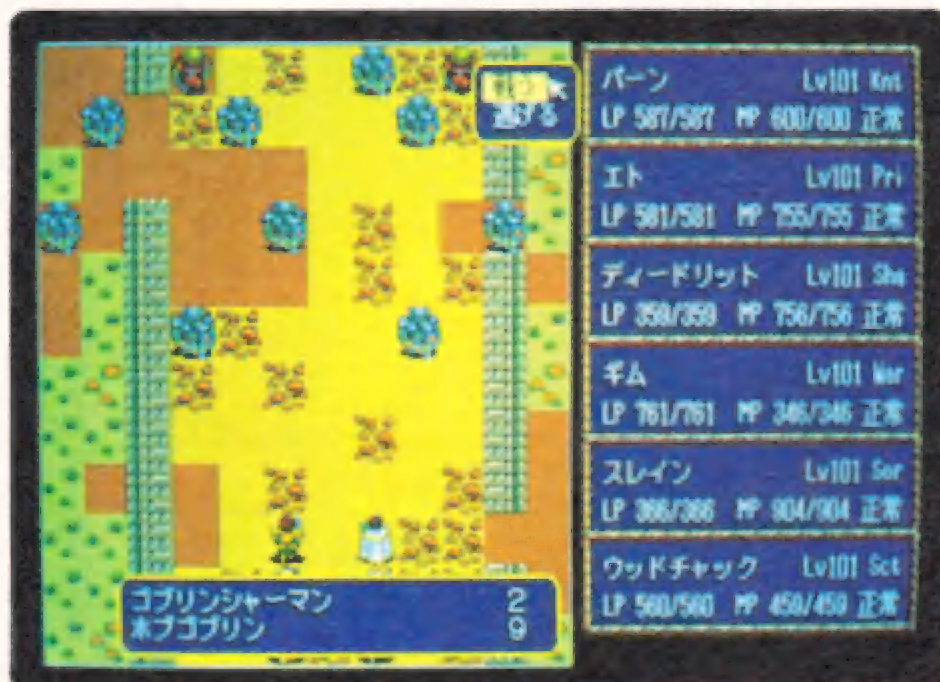 戦う
逃げる
パーン Lv101 Knt
LP 587/587 MP 600/600 正常
エト Lv101 Pri
LP 581/581 MP 755/755 正常
ディードリット Lv101 Sha
LP 359/359 MP 756/756 正常
ギム Lv101 War
LP 761/761 MP 346/346 正常
スレイン Lv101 Sor
LP 366/366 MP 904/904 正常
ウッドチャック Lv101 Sct
LP 560/560 MP 459/459 正常
ゴブリンシャーマン 2
ホブゴブリン 9